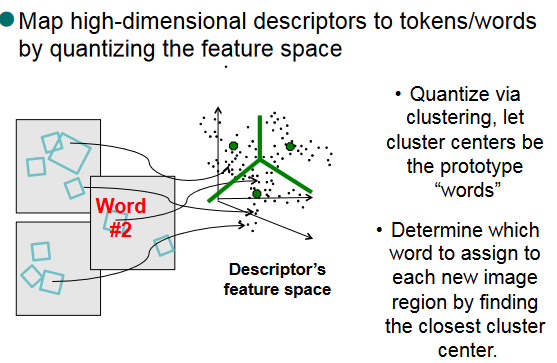 Map high-dimensional descriptors to tokens/words
by quantizing the feature space
• Quantize via
clustering, let
cluster centers be
the prototype
“words”
Word
#2
• Determine which
word to assign to
each new image
region by finding
the closest cluster
center.
Descriptor’s
feature space